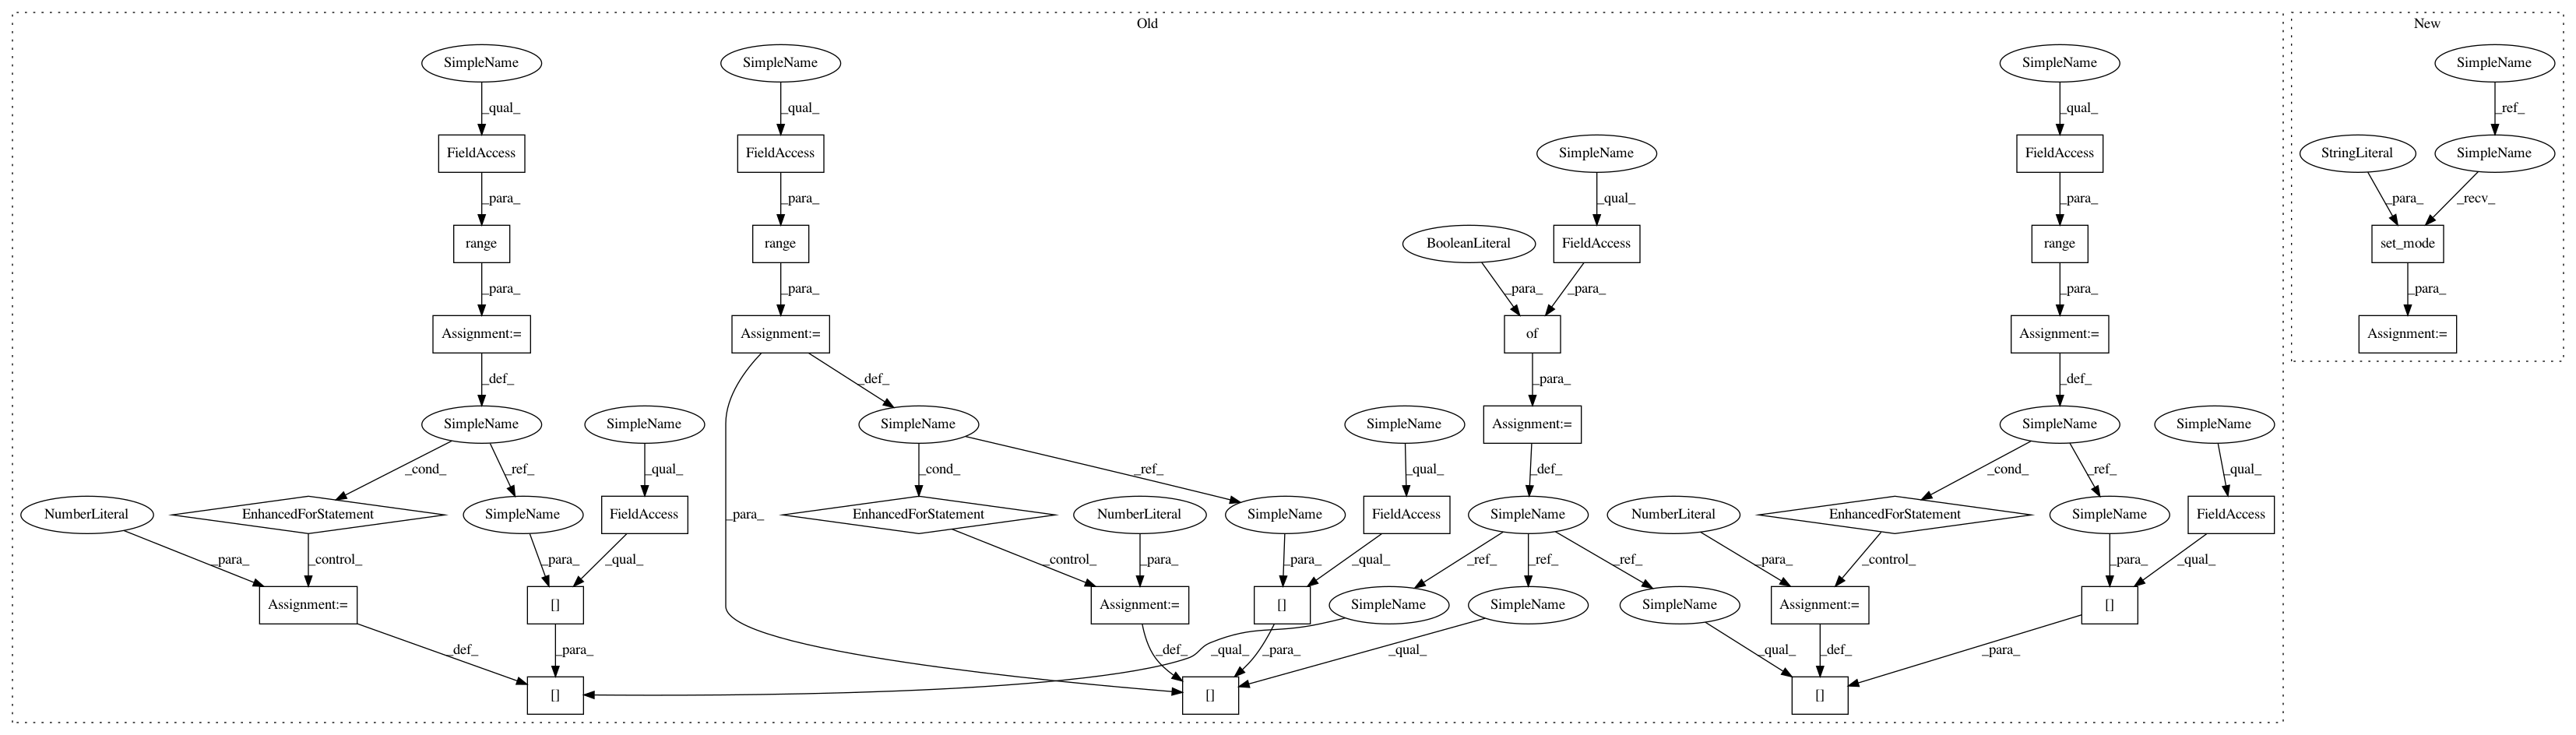 Old New
SimpleName SimpleName SimpleName SimpleName
_qual_ _qual_ _qual_ _ref_
FieldAccess FieldAccess SimpleName FieldAccess StringLiteral SimpleName
_para_ _para_ _qual_ _para_ _para_ _recv_
range range BooleanLiteral FieldAccess range set_mode
_para_ _para_ _para_ _para_ _para_ _para_
Assignment:= Assignment:= of Assignment:= Assignment:=
_def_ _def_ _para_ _def_
SimpleName SimpleName SimpleName SimpleName Assignment:= SimpleName SimpleName
_cond_ _ref_ _qual_ _cond_ _ref_ _qual_ _def_ _cond_ _ref_ _qual_
NumberLiteral EnhancedForStatement SimpleName FieldAccess _para_ EnhancedForStatement NumberLiteral SimpleName FieldAccess SimpleName NumberLiteral EnhancedForStatement SimpleName FieldAccess
_para_ _control_ _para_ _qual_ _control_ _para_ _para_ _qual_ _ref_ _ref_ _ref_ _para_ _control_ _para_ _qual_
Assignment:= [] Assignment:= [] SimpleName SimpleName SimpleName Assignment:= []
_def_ _para_ _def_ _para_ _qual_ _qual_ _qual_ _def_ _para_
[] [] []